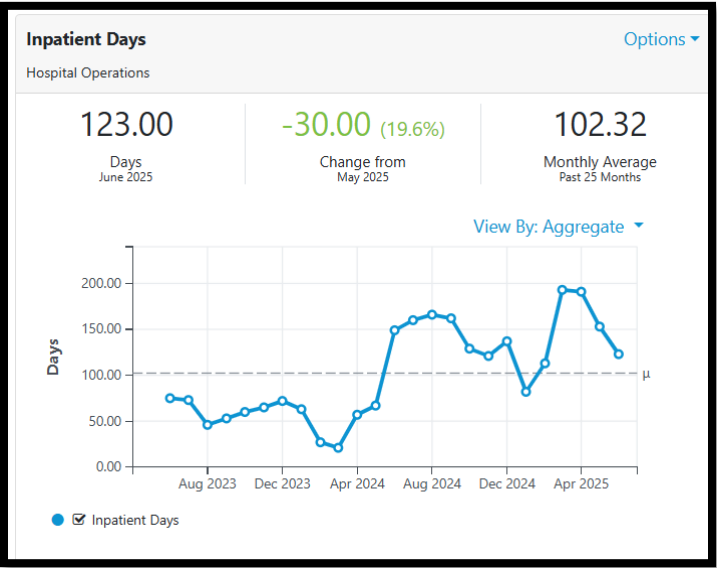 Inpatient Days
Options
Hospital Operations
123.00
Days
June 2025
-30.00 (19.6%)
Change from
May 2025
102.32
Monthly Average
Past 25 Months
View By: Aggregate
Days
200.00
150.00
100.00
50.00
0.00
μ
Aug 2023 Dec 2023 Apr 2024 Aug 2024 Dec 2024 Apr 2025
Inpatient Days